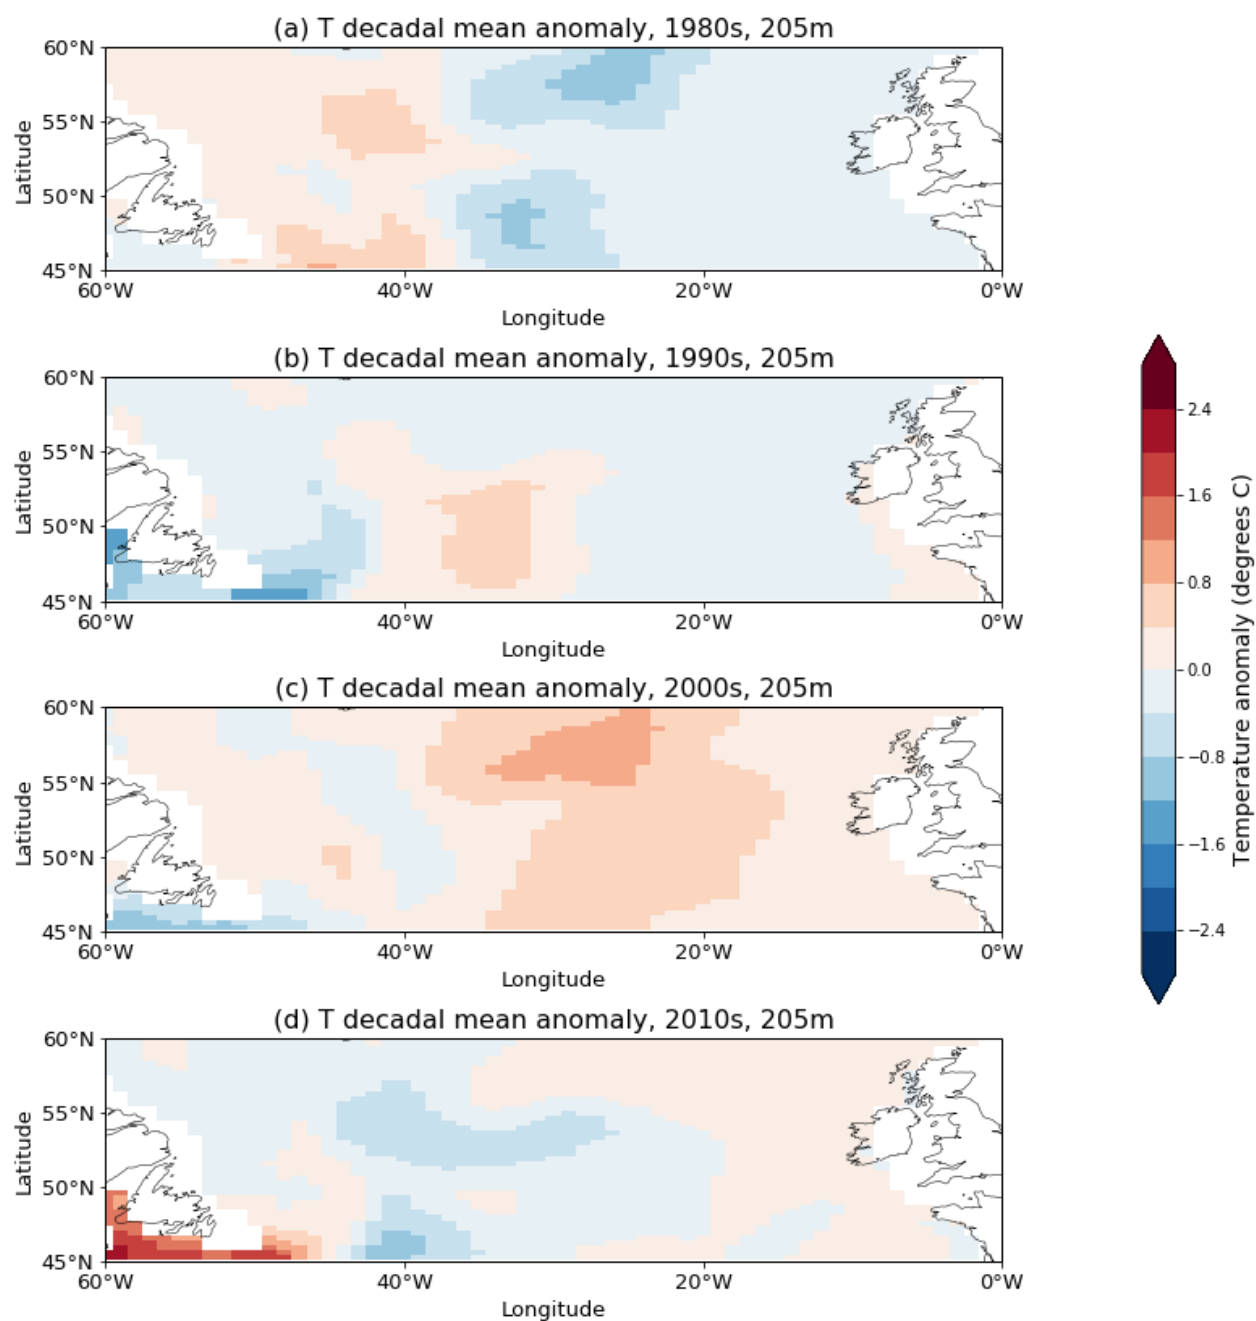 (a) T decadal mean anomaly, 1980s, 205m
60°N
55°N
50°N
45°N
Latitude
60°W 40°W 20°W 0°W
Longitude
(b) T decadal mean anomaly, 1990s, 205m
60°N
55°N
50°N
45°N
Latitude
60°W 40°W 20°W 0°W
Longitude
(c) T decadal mean anomaly, 2000s, 205m
60°N
55°N
50°N
45°N
Latitude
60°W 40°W 20°W 0°W
Longitude
(d) T decadal mean anomaly, 2010s, 205m
60°N
55°N
50°N
45°N
Latitude
60°W 40°W 20°W 0°W
Longitude
2.4
1.6
0.8
0.0
−0.8
−1.6
−2.4
Temperature anomaly (degrees C)